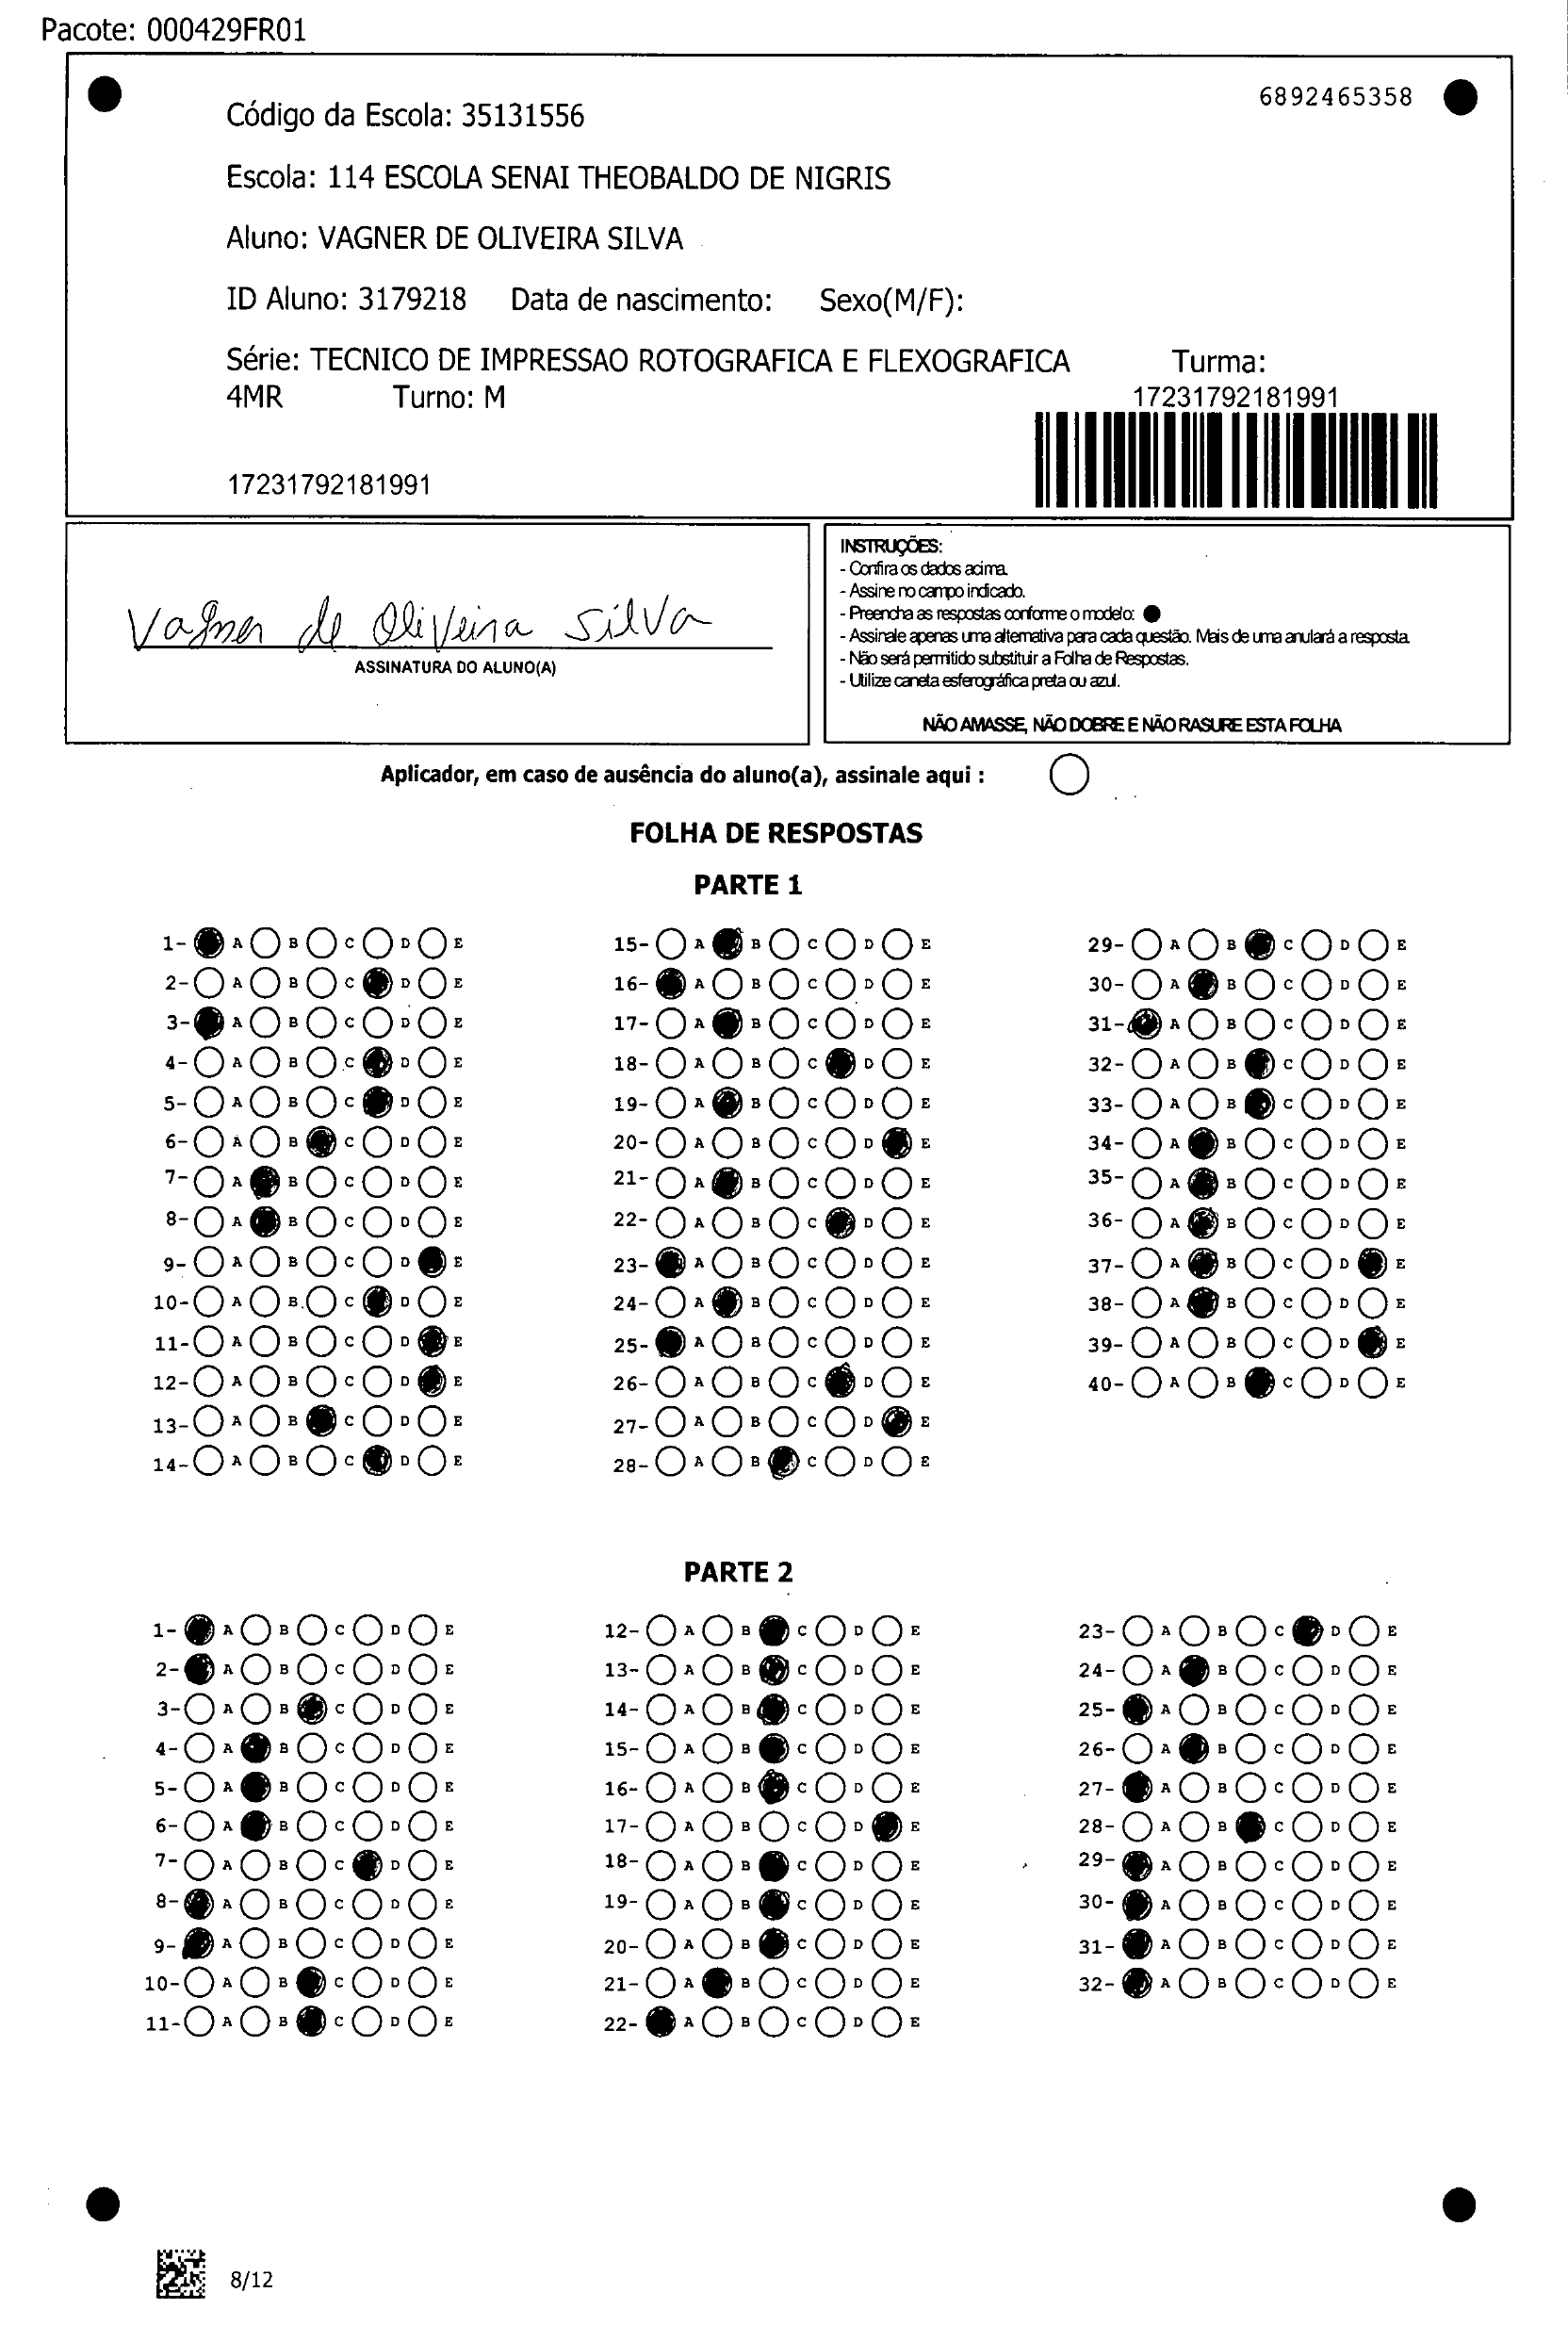 Pacote: 000429FR01
6892465358
Código da Escola: 35131556
Escola: 114 ESCOLA SENAI THEOBALDO DE NIGRIS
Aluno: VAGNER DE OLIVEIRA SILVA
ID Aluno: 3179218 Data de nascimento: Sexo(M/F):
Série: TECNICO DE IMPRESSAO ROTOGRAFICA E FLEXOGRAFICA Turma:
4MR Turno: M 17231792181991
17231792181991
Vagner de Oliveira Silva
ASSINATURA DO ALUNO(A)
INSTRUÇÕES:
- Confira os dados acima.
- Assine no campo indicado.
- Preencha as respostas conforme o modelo:
- Assinale apenas uma alternativa para cada questão. Mais de uma anulará a resposta.
- Não será permitido substituir a Folha de Respostas.
- Utilize caneta esferográfica preta ou azul.
NÃO AMASSE, NÃO DOBRE E NÃO RASURE ESTA FOLHA
Aplicador, em caso de ausência do aluno(a), assinale aqui :
FOLHA DE RESPOSTAS
PARTE 1
1- A B C D E 15- A B C D E 29- A B C D E
2- A B C D E 16- A B C D E 30- A B C D E
3- A B C D E 17- A B C D E 31- A B C D E
4- A B C D E 18- A B C D E 32- A B C D E
5- A B C D E 19- A B C D E 33- A B C D E
6- A B C D E 20- A B C D E 34- A B C D E
7- A B C D E 21- A B C D E 35- A B C D E
8- A B C D E 22- A B C D E 36- A B C D E
9- A B C D E 23- A B C D E 37- A B C D E
10- A B C D E 24- A B C D E 38- A B C D E
11- A B C D E 25- A B C D E 39- A B C D E
12- A B C D E 26- A B C D E 40- A B C D E
13- A B C D E 27- A B C D E
14- A B C D E 28- A B C D E
PARTE 2
1- A B C D E 12- A B C D E 23- A B C D E
2- A B C D E 13- A B C D E 24- A B C D E
3- A B C D E 14- A B C D E 25- A B C D E
4- A B C D E 15- A B C D E 26- A B C D E
5- A B C D E 16- A B C D E 27- A B C D E
6- A B C D E 17- A B C D E 28- A B C D E
7- A B C D E 18- A B C D E 29- A B C D E
8- A B C D E 19- A B C D E 30- A B C D E
9- A B C D E 20- A B C D E 31- A B C D E
10- A B C D E 21- A B C D E 32- A B C D E
11- A B C D E 22- A B C D E
8/12